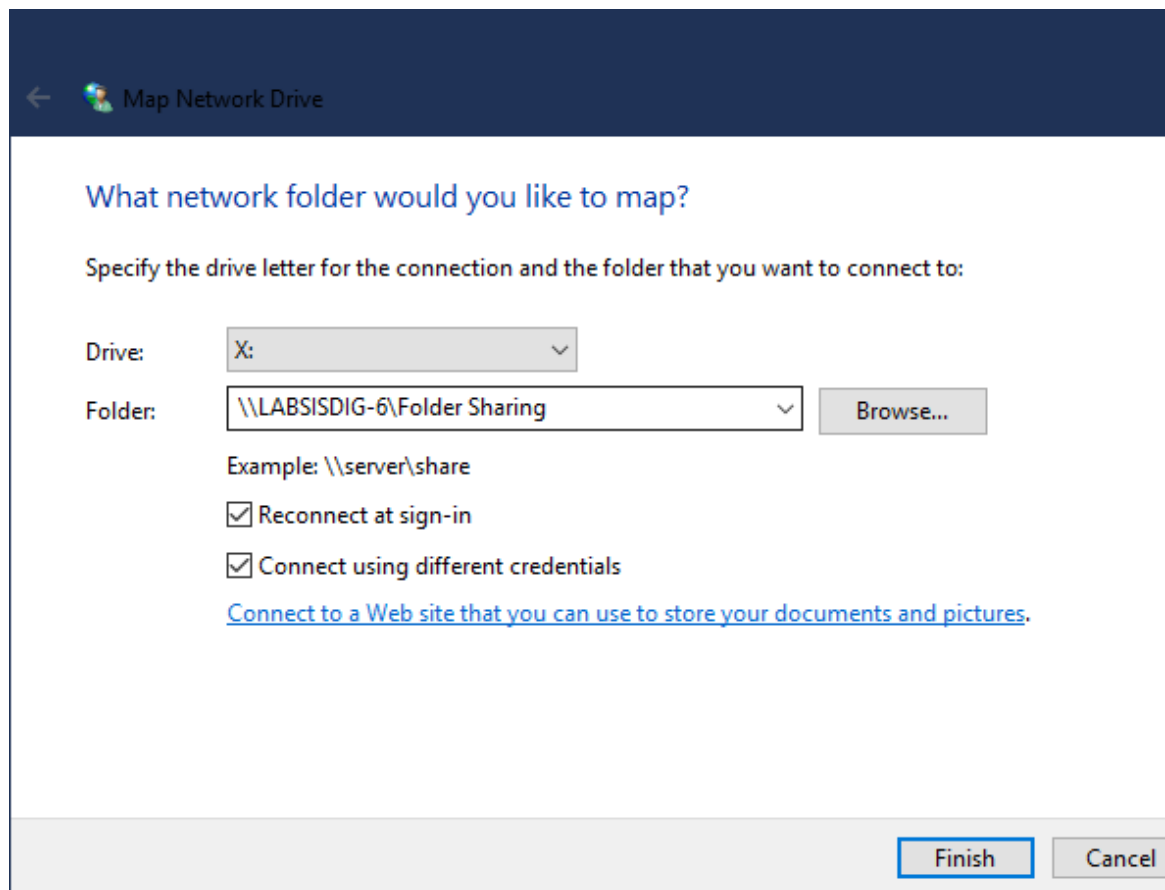 Map Network Drive
What network folder would you like to map?
Specify the drive letter for the connection and the folder that you want to connect to:
Drive: X:
Folder: \\LABSISDIG-6\Folder Sharing Browse...
Example: \\server\share
Reconnect at sign-in
Connect using different credentials
Connect to a Web site that you can use to store your documents and pictures.
Finish Cancel